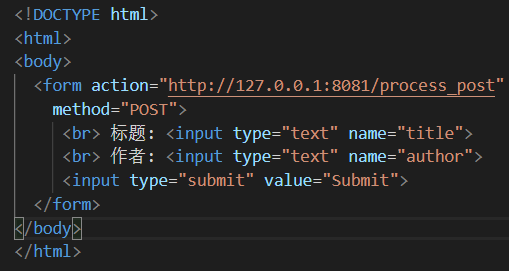 <!DOCTYPE html>
<html>
<body>
<form action="http://127.0.0.1:8081/process_post"
method="POST">
<br> 标题: <input type="text" name="title">
<br> 作者: <input type="text" name="author">
<input type="submit" value="Submit">
</form>
</body>
</html>